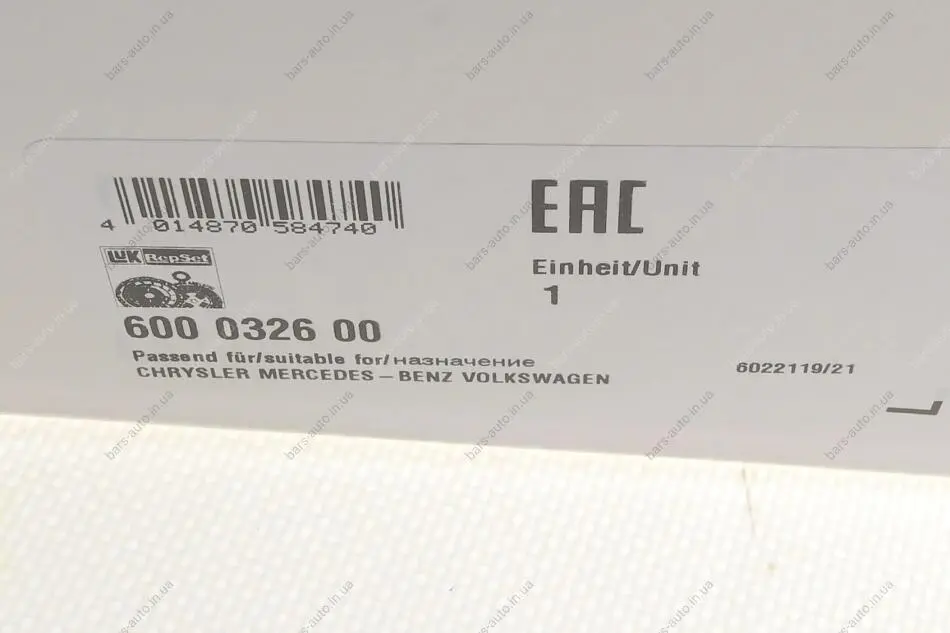 4 014870 584740
EAC
LuK RepSet
Einheit/Unit
1
600 0326 00
Passend für/suitable for/назначение
CHRYSLER MERCEDES-BENZ VOLKSWAGEN
6022119/21
bars-auto.in.ua